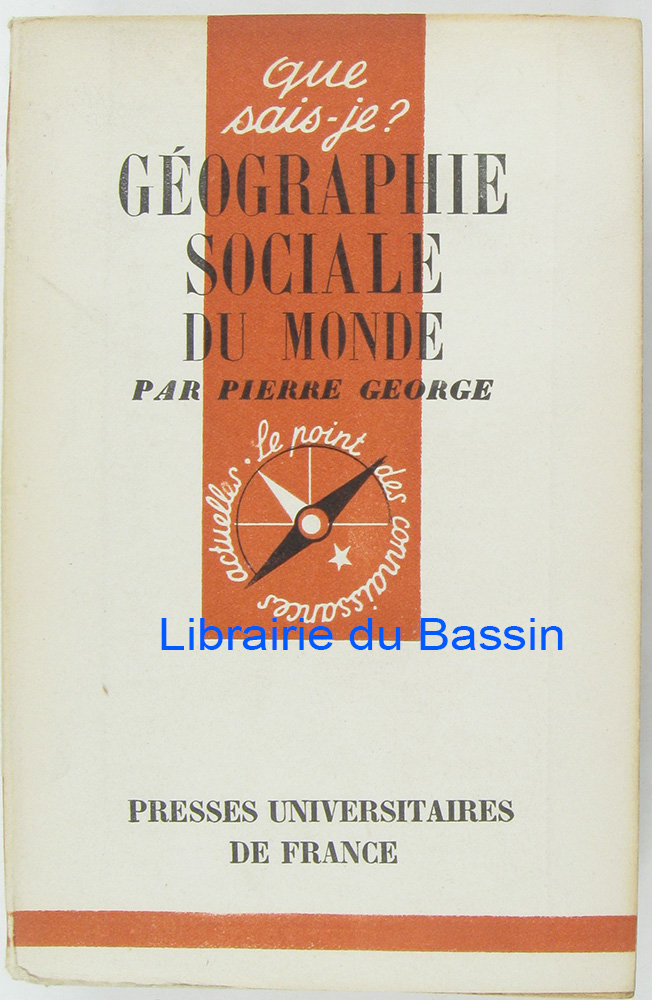 que
sais-je?
GÉOGRAPHIE
SOCIALE
DU MONDE
PAR PIERRE GEORGE
Le point des connaissances actuelles.
Librairie du Bassin
PRESSES UNIVERSITAIRES
DE FRANCE